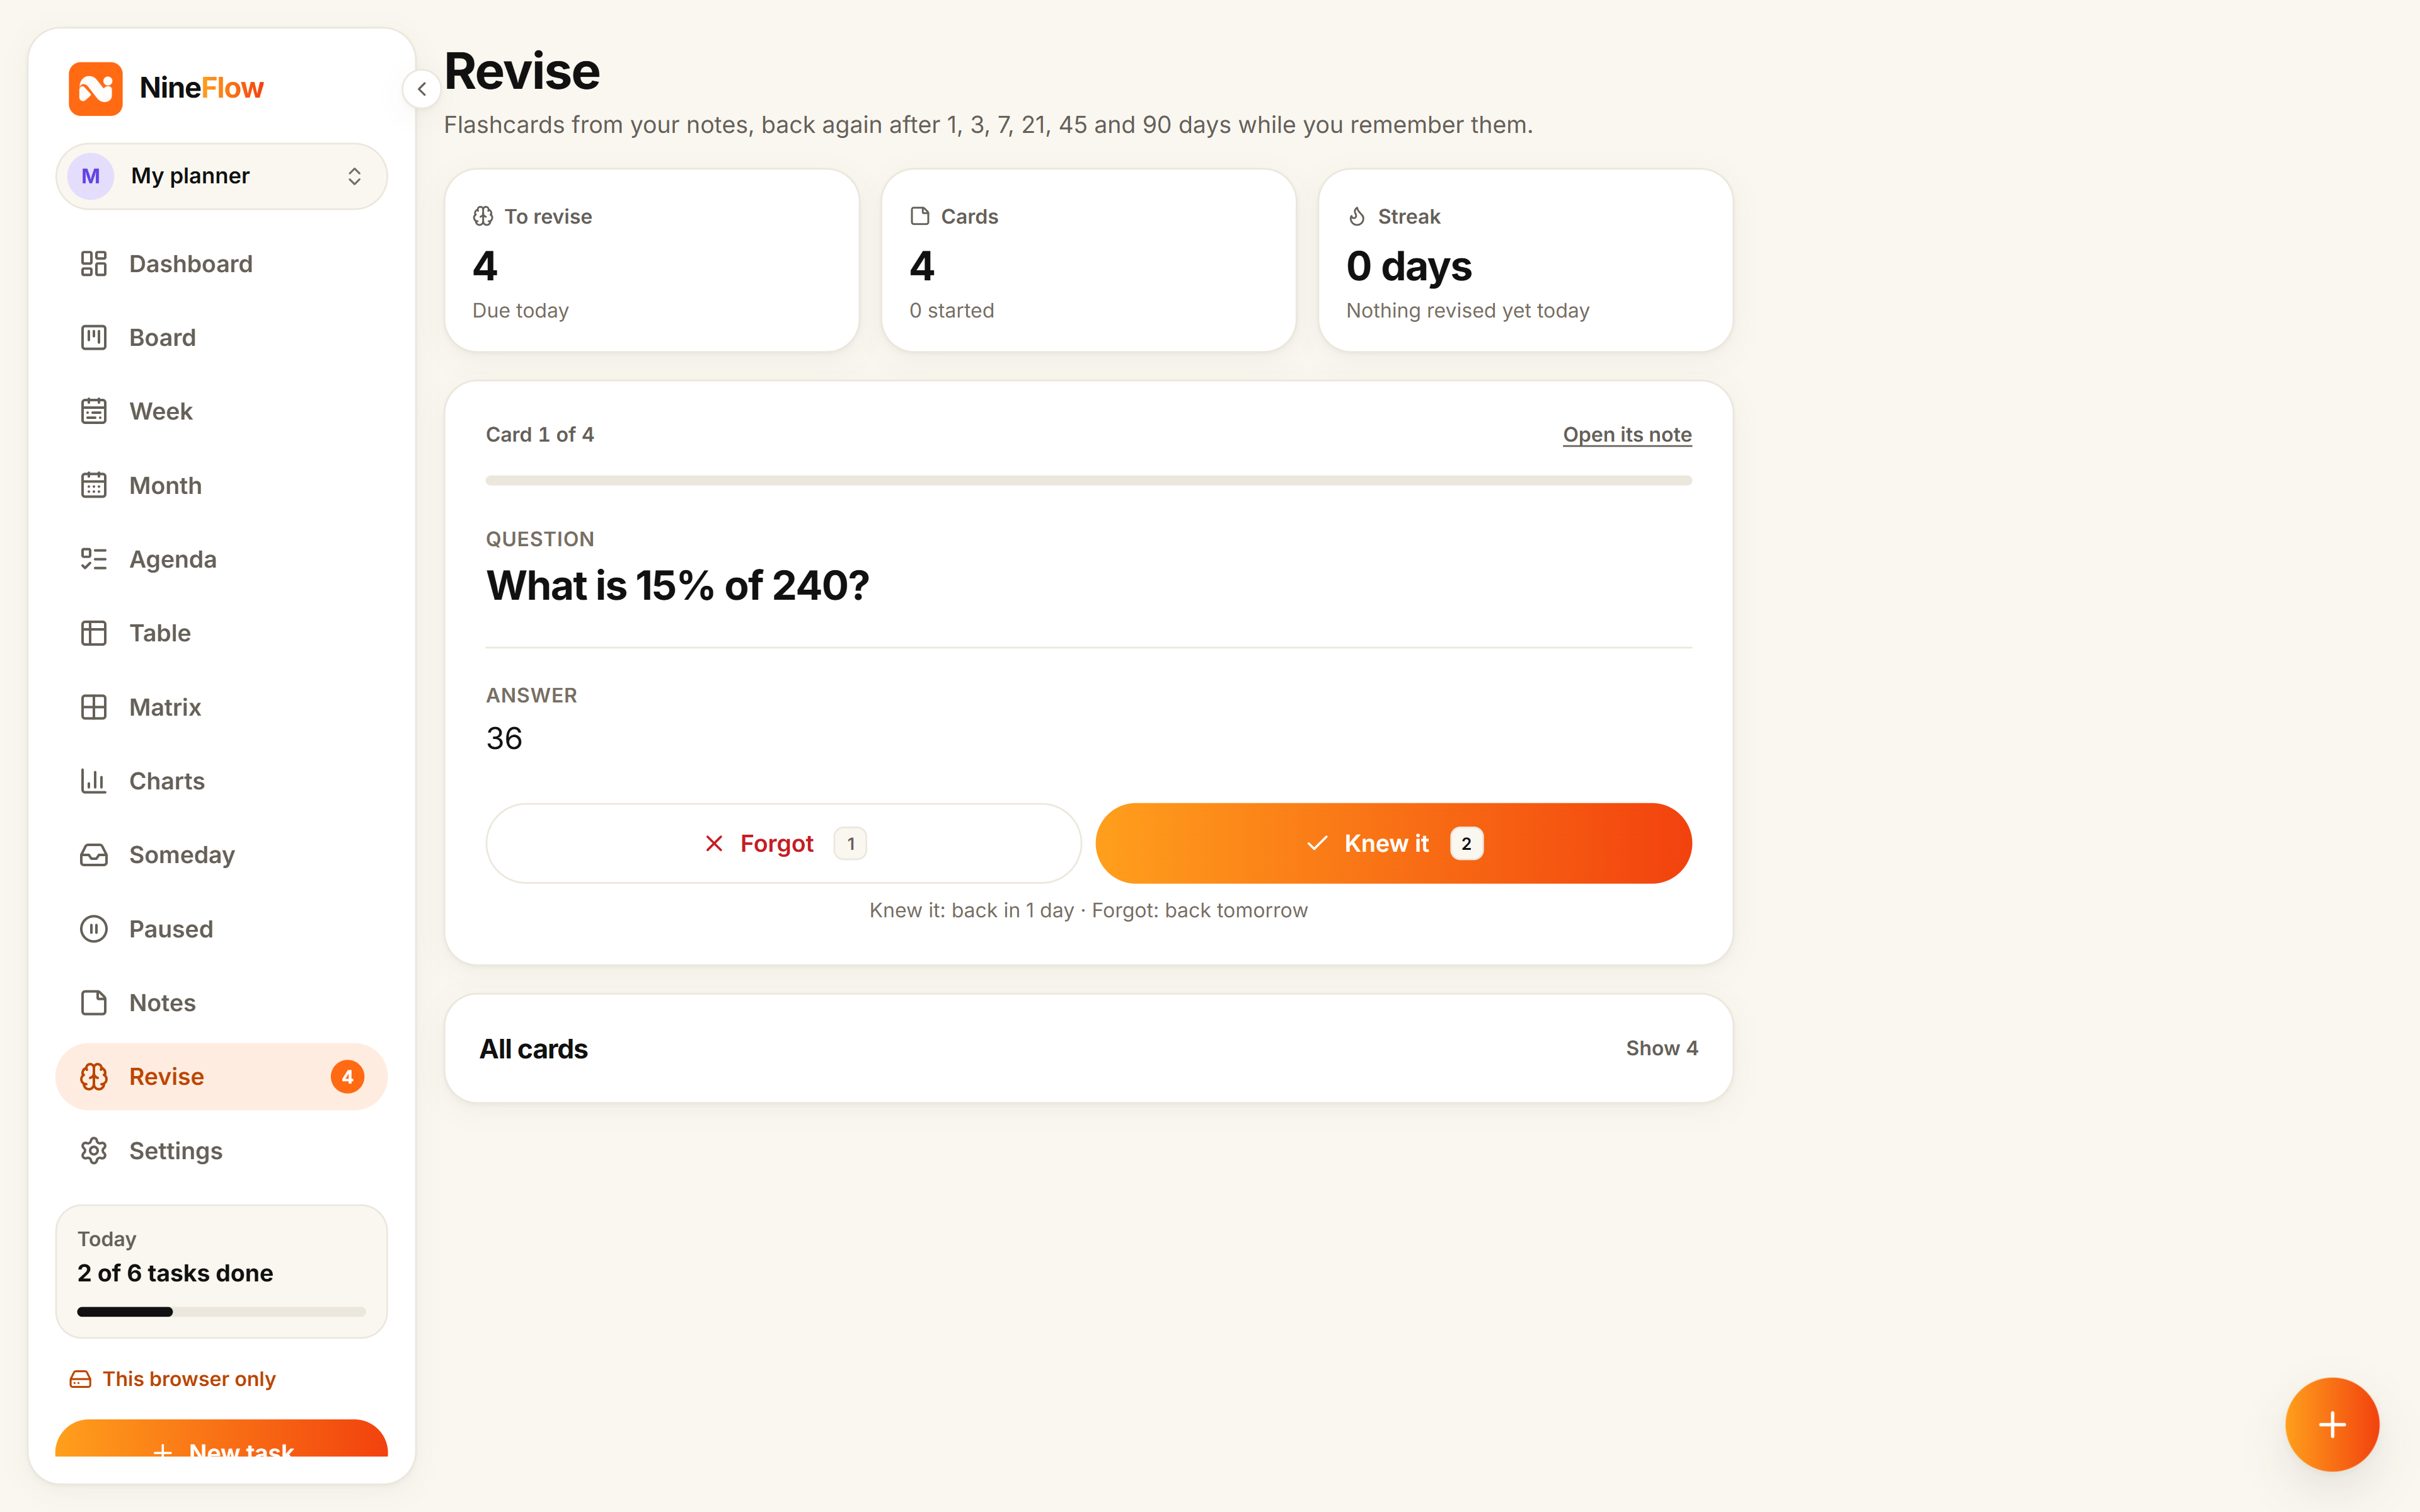 NineFlow
M My planner
Dashboard
Board
Week
Month
Agenda
Table
Matrix
Charts
Someday
Paused
Notes
Revise 4
Settings
Today
2 of 6 tasks done
This browser only
New task
Revise
Flashcards from your notes, back again after 1, 3, 7, 21, 45 and 90 days while you remember them.
To revise
4
Due today
Cards
4
0 started
Streak
0 days
Nothing revised yet today
Card 1 of 4
Open its note
QUESTION
What is 15% of 240?
ANSWER
36
Forgot 1
Knew it 2
Knew it: back in 1 day · Forgot: back tomorrow
All cards
Show 4